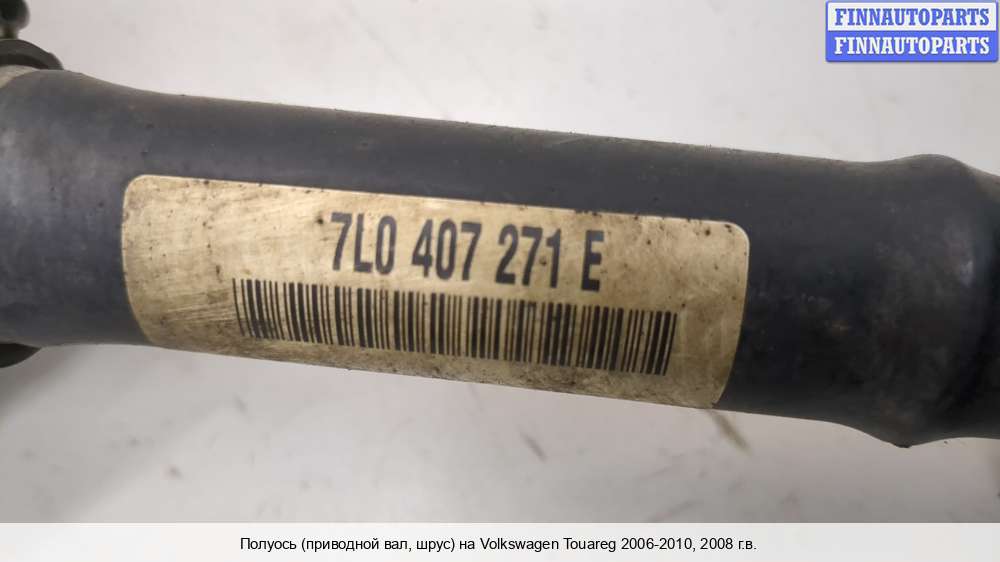 FINNAUTOPARTS
FINNAUTOPARTS
7L0 407 271 E
Полуось (приводной вал, шрус) на Volkswagen Touareg 2006-2010, 2008 г.в.